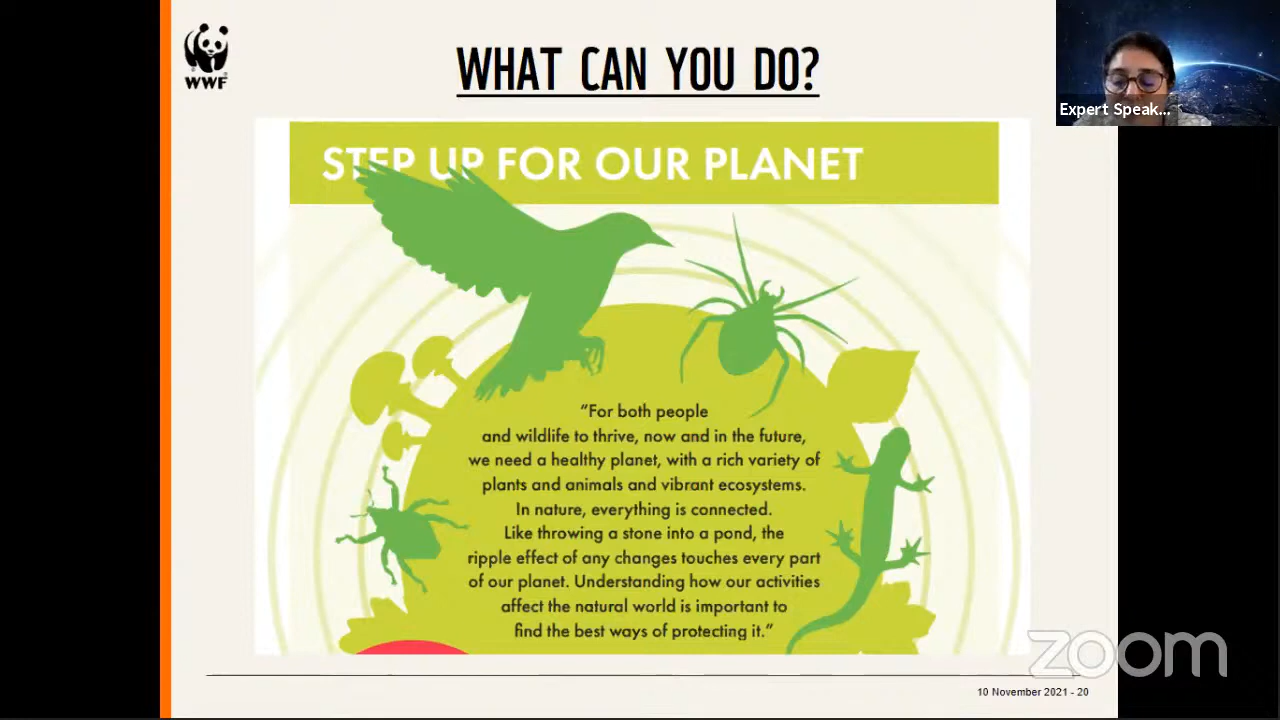 WWF
WHAT CAN YOU DO?
Expert Speak...
STEP UP FOR OUR PLANET
"For both people
and wildlife to thrive, now and in the future,
we need a healthy planet, with a rich variety of
plants and animals and vibrant ecosystems.
In nature, everything is connected.
Like throwing a stone into a pond, the
ripple effect of any changes touches every part
of our planet. Understanding how our activities
affect the natural world is important to
find the best ways of protecting it."
zoom
10 November 2021 - 20